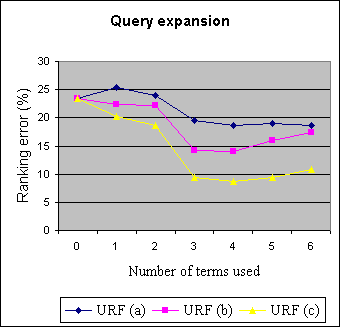 Query expansion
30
25
20
15
10
5
0
Ranking error (%)
0 1 2 3 4 5 6
Number of terms used
URF (a) URF (b) URF (c)